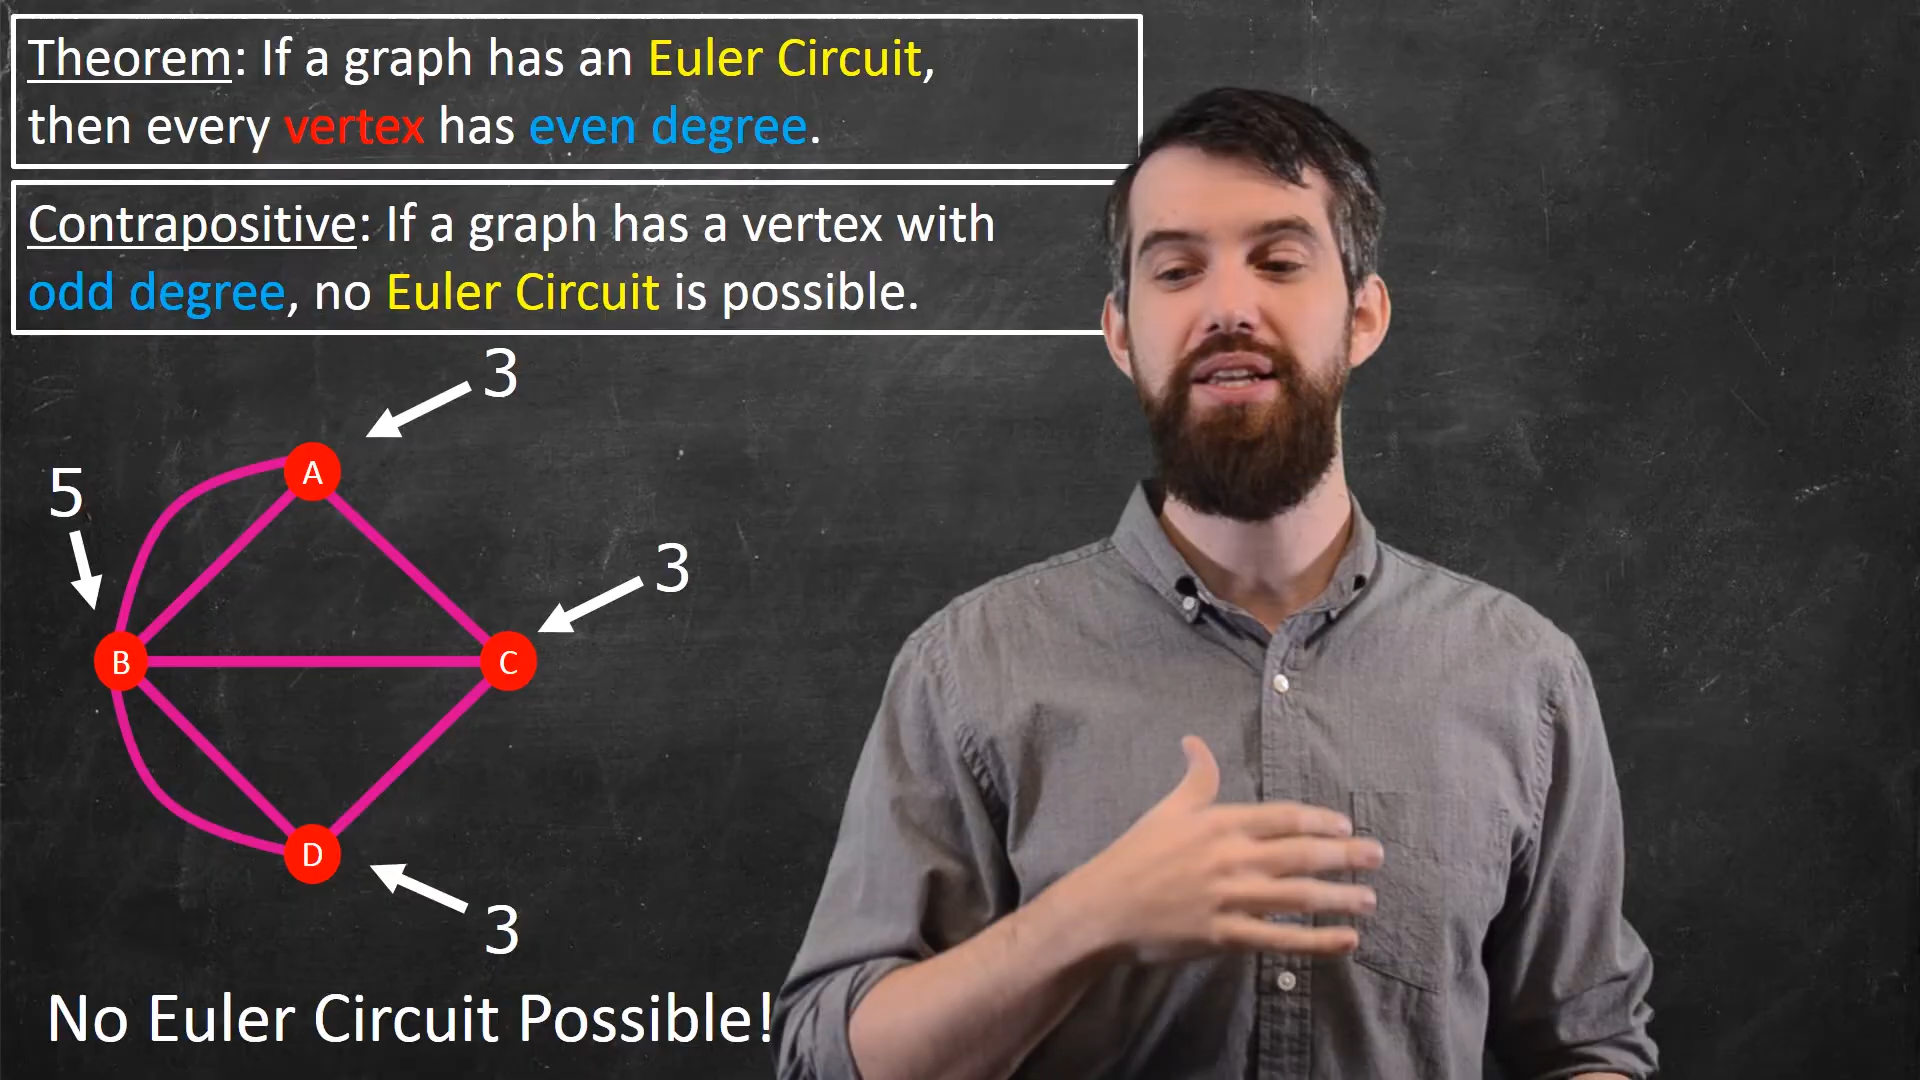 Theorem: If a graph has an Euler Circuit,
then every vertex has even degree.
Contrapositive: If a graph has a vertex with
odd degree, no Euler Circuit is possible.
3
A
5
3
B
C
D
3
No Euler Circuit Possible!